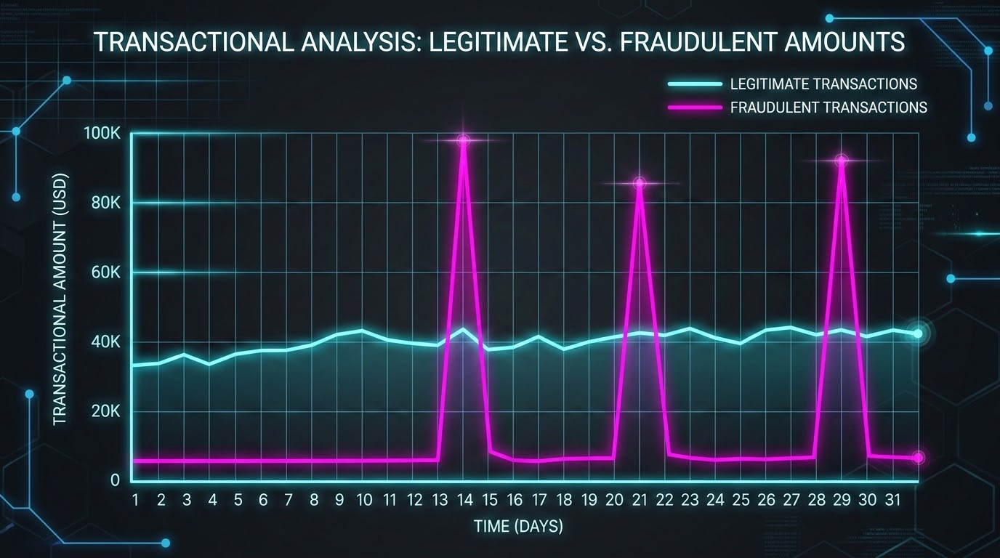 TRANSACTIONAL ANALYSIS: LEGITIMATE VS. FRAUDULENT AMOUNTS
LEGITIMATE TRANSACTIONS
FRAUDULENT TRANSACTIONS
100K
80K
60K
40K
20K
0
TRANSACTIONAL AMOUNT (USD)
1 2 3 4 5 6 7 8 9 10 11 12 13 14 15 16 17 18 19 20 21 22 23 24 25 26 27 28 29 30 31
TIME (DAYS)